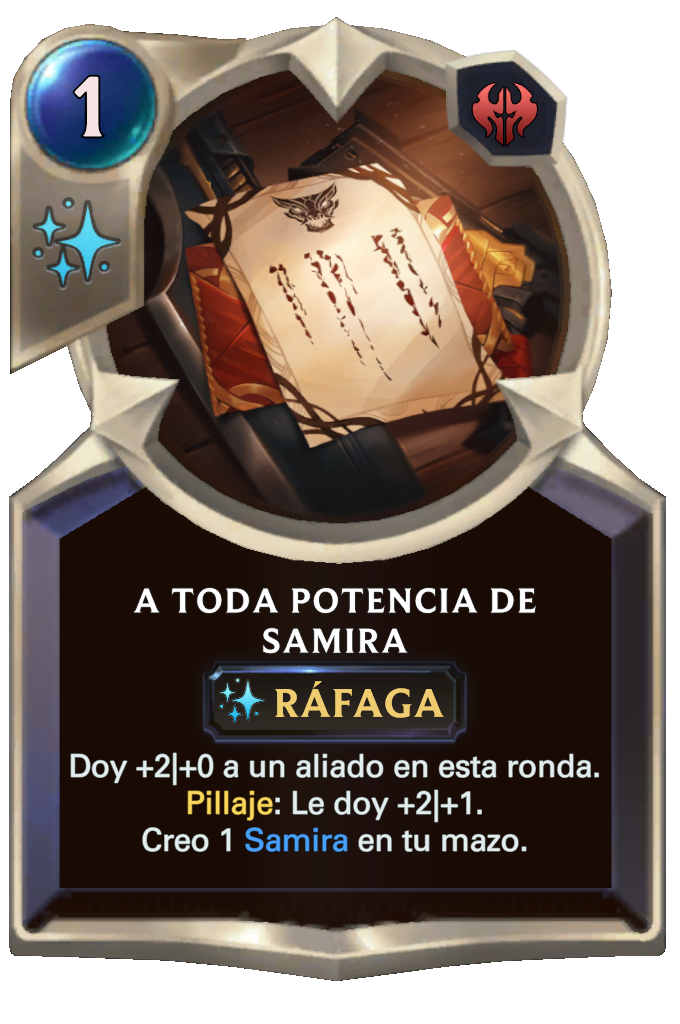 1
A TODA POTENCIA DE
SAMIRA
RÁFAGA
Doy +2|+0 a un aliado en esta ronda.
Pillaje: Le doy +2|+1.
Creo 1 Samira en tu mazo.